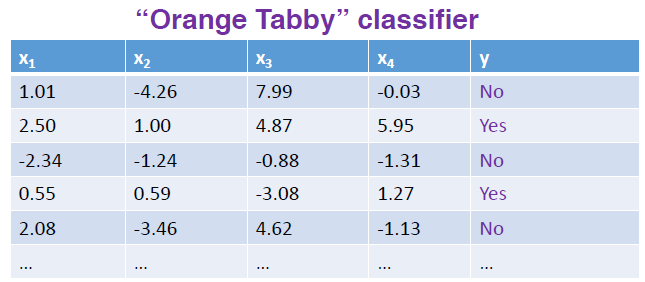 “Orange Tabby” classifier
x₁ x₂ x₃ x₄ y
1.01 -4.26 7.99 -0.03 No
2.50 1.00 4.87 5.95 Yes
-2.34 -1.24 -0.88 -1.31 No
0.55 0.59 -3.08 1.27 Yes
2.08 -3.46 4.62 -1.13 No
... ... ... ... ...